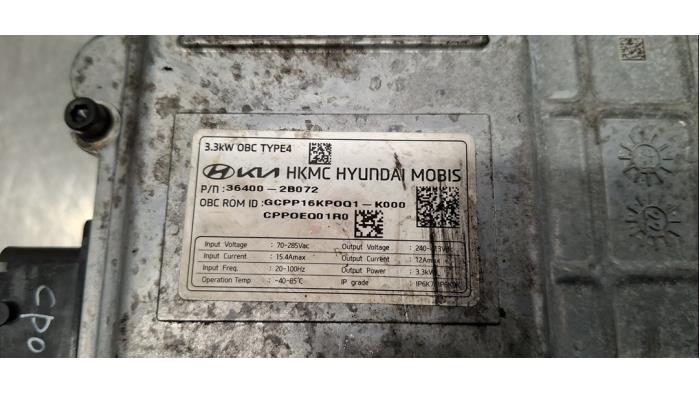 3.3kW OBC TYPE4
HYUNDAI KIA HKMC HYUNDAI MOBIS
P/n : 36400 - 2B072
OBC ROM ID : GCPP16KP0Q1 - K000
CPP0EQ01R0
Input Voltage : 70-285Vac Output Voltage
Input Current : 15.4Amax Output Current : 12Amax
Input Freq. : 20-100Hz Output Power : 3.3kW
Operation Temp : -40-85℃ IP grade
cpo